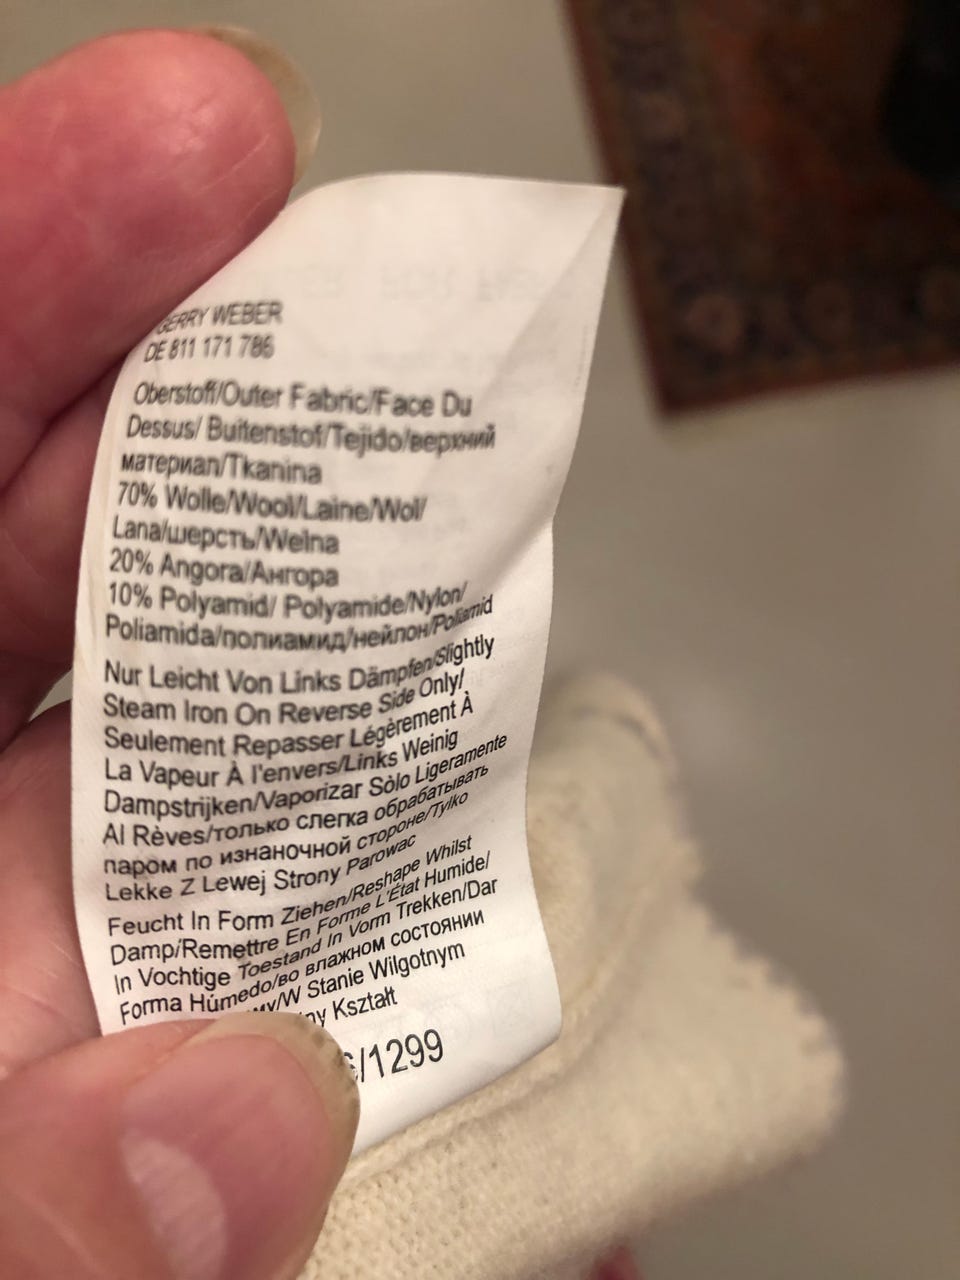 GERRY WEBER
DE 811 171 786
Oberstoff/Outer Fabric/Face Du
Dessus/ Buitenstof/Tejido/верхний
материал/Tkanina
70% Wolle/Wool/Laine/Wol/
Lana/шерсть/Welna
20% Angora/Ангора
10% Polyamid/ Polyamide/Nylon/
Poliamida/полиамид/нейлон/Poliamid
Nur Leicht Von Links Dämpfen/Slightly
Steam Iron On Reverse Side Only/
Seulement Repasser Légèrement À
La Vapeur À l'envers/Links Weinig
Dampstrijken/Vaporizar Sòlo Ligeramente
Al Rèves/только слегка обрабатывать
паром по изнаночной стороне/Tylko
Lekke Z Lewej Strony Parowac
Feucht In Form Ziehen/Reshape Whilst
Damp/Remettre En Forme L'État Humide/
In Vochtige Toestand In Vorm Trekken/Dar
Forma Húmedo/во влажном состоянии
/W Stanie Wilgotnym
Kształt
/1299